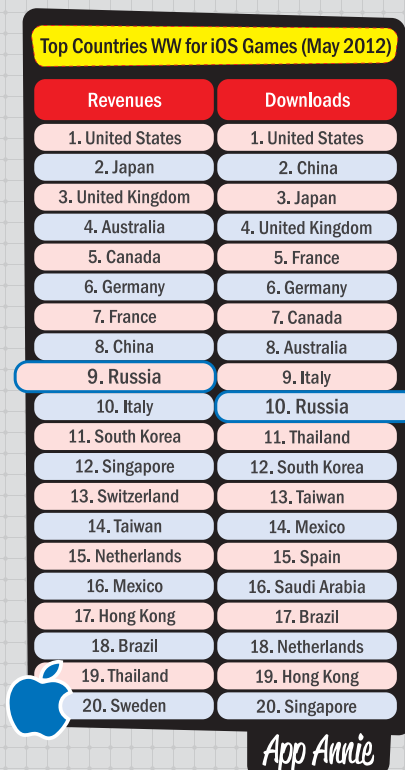 Top Countries WW for iOS Games (May 2012)
Revenues Downloads
1. United States 1. United States
2. Japan 2. China
3. United Kingdom 3. Japan
4. Australia 4. United Kingdom
5. Canada 5. France
6. Germany 6. Germany
7. France 7. Canada
8. China 8. Australia
9. Russia 9. Italy
10. Italy 10. Russia
11. South Korea 11. Thailand
12. Singapore 12. South Korea
13. Switzerland 13. Taiwan
14. Taiwan 14. Mexico
15. Netherlands 15. Spain
16. Mexico 16. Saudi Arabia
17. Hong Kong 17. Brazil
18. Brazil 18. Netherlands
19. Thailand 19. Hong Kong
20. Sweden 20. Singapore
App Annie